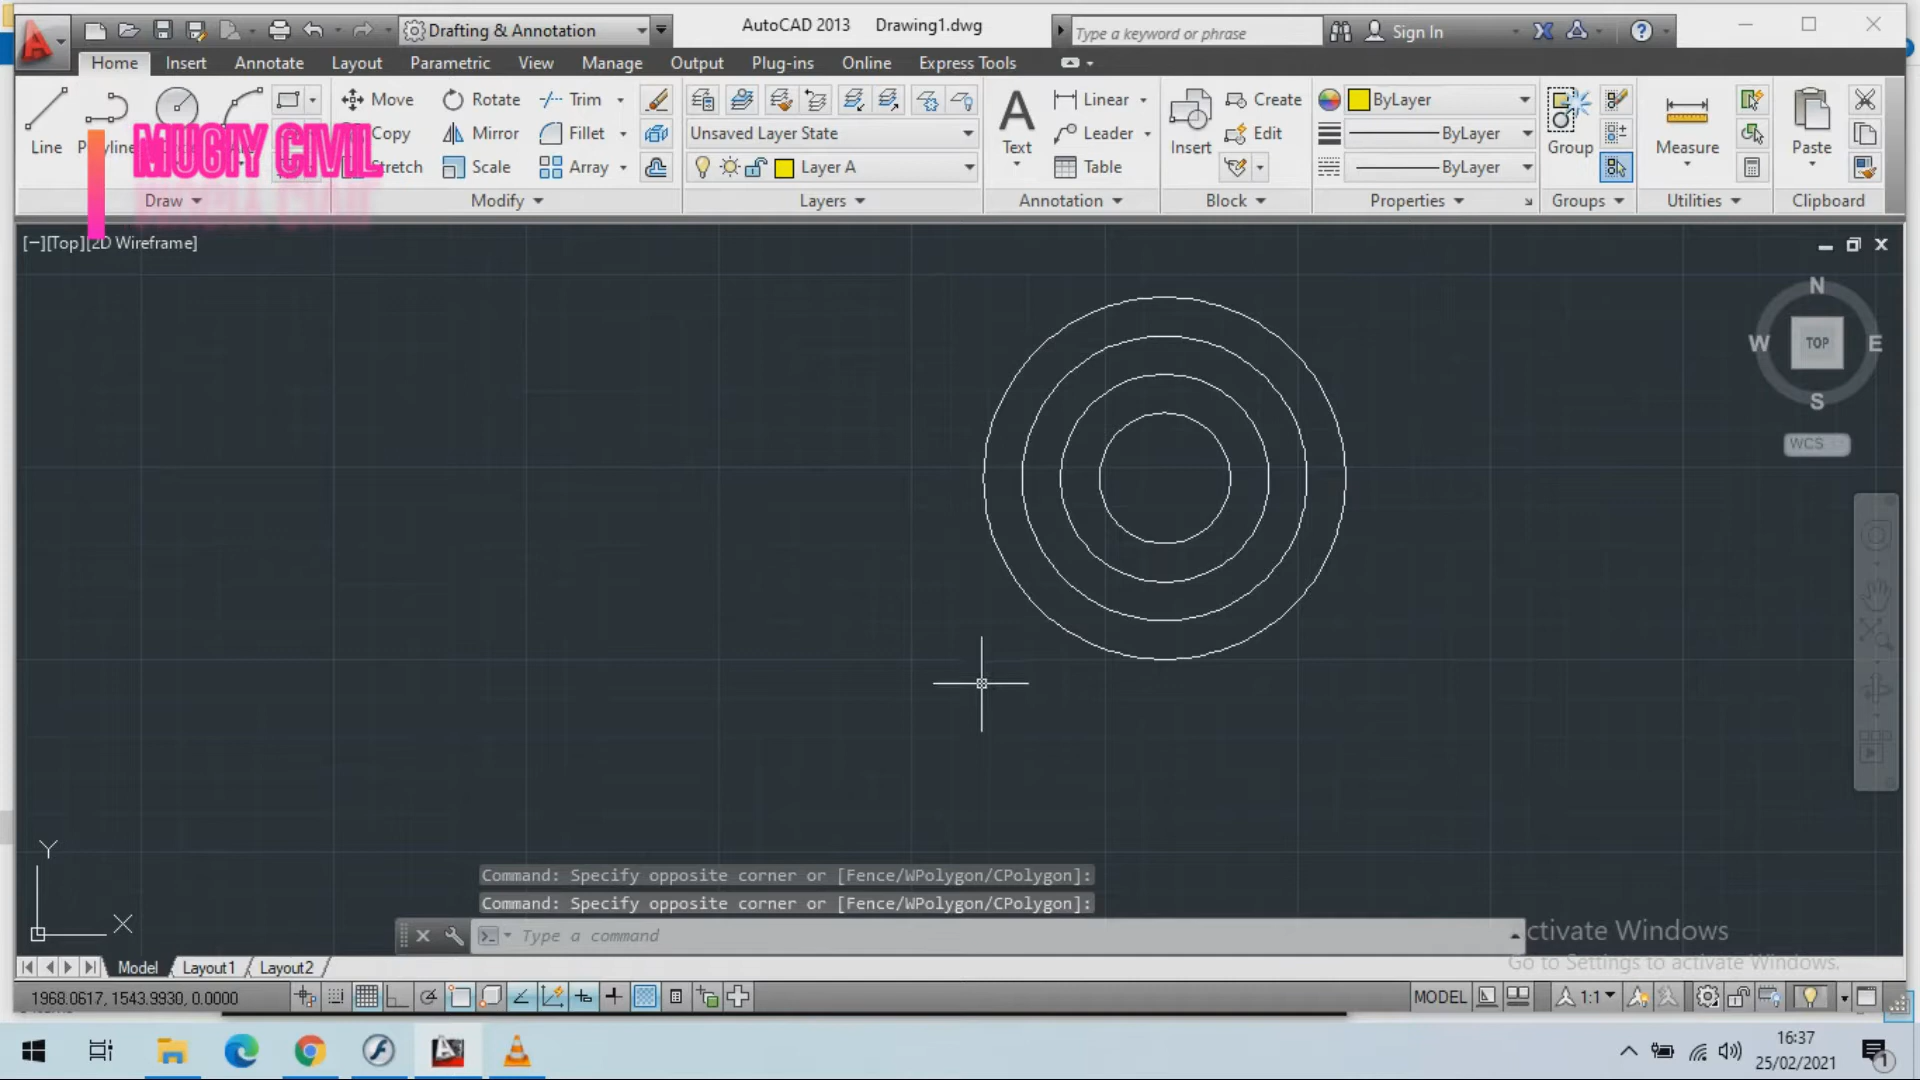 AutoCAD 2013 Drawing1.dwg
Drafting & Annotation
Type a keyword or phrase
Sign In
Home Insert Annotate Layout Parametric View Manage Output Plug-ins Online Express Tools
Line
Move Rotate Trim
Copy Mirror Fillet
Scale Array
MUGIY CIVIL
Unsaved Layer State
Layer A
Text
Linear
Leader
Table
Insert
Create
Edit
ByLayer
ByLayer
ByLayer
Group
Measure
Paste
Draw Modify Layers Annotation Block Properties Groups Utilities Clipboard
[−][Top][2D Wireframe]
N
W TOP E
S
WCS
Y
X
Command: Specify opposite corner or [Fence/WPolygon/CPolygon]:
Command: Specify opposite corner or [Fence/WPolygon/CPolygon]:
Type a command
ctivate Windows
Go to Settings to activate Windows.
Model Layout1 Layout2
1968.0617, 1543.9930, 0.0000
MODEL
1:1
16:37
25/02/2021
1